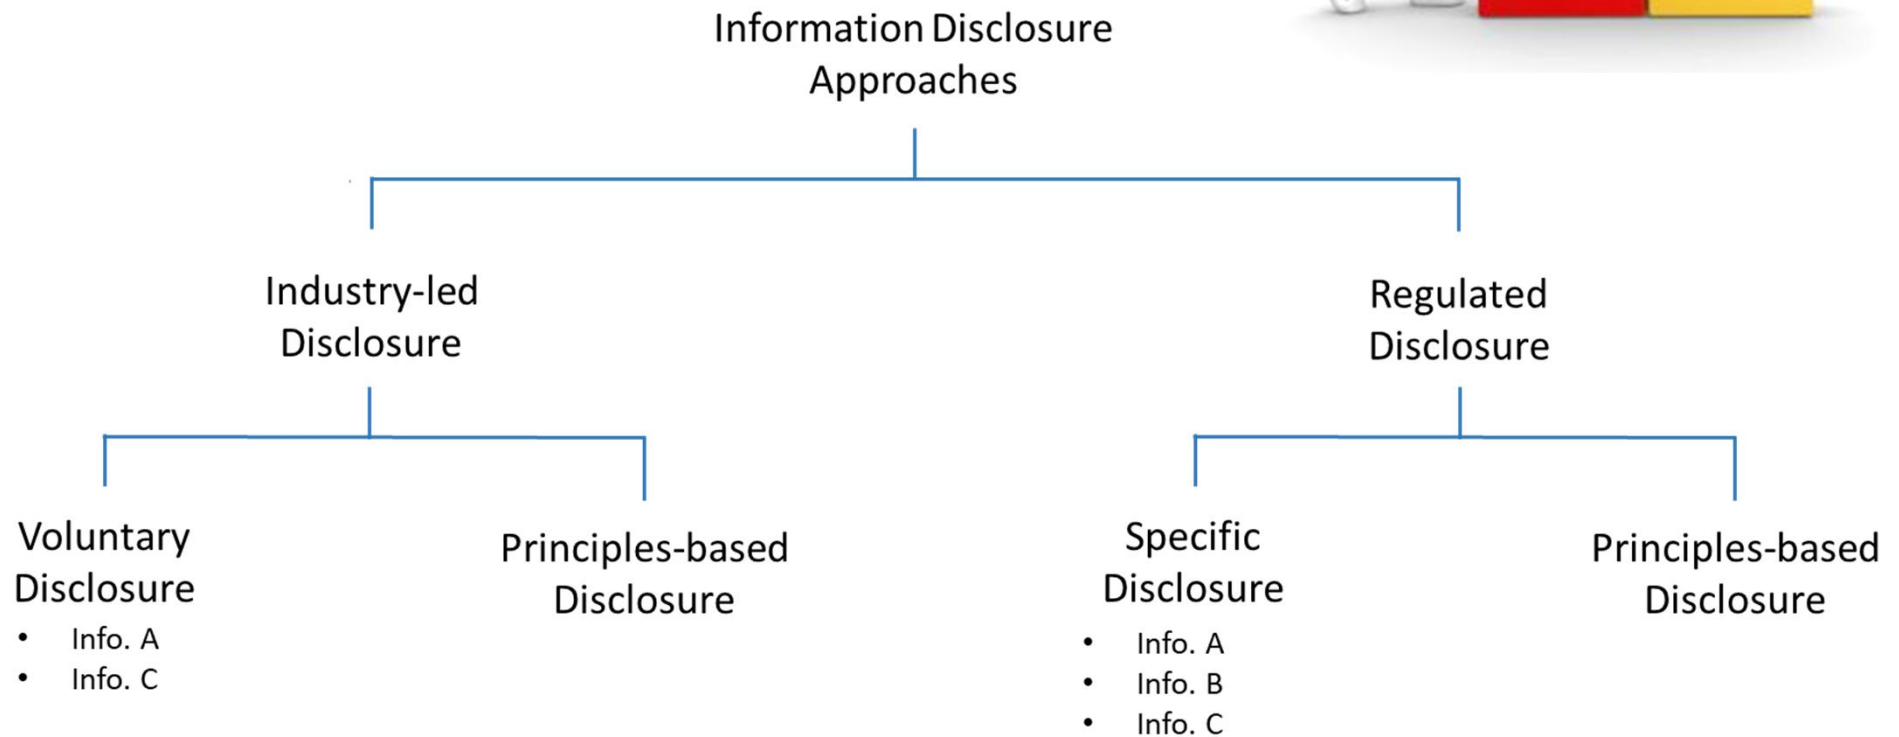 Information Disclosure
Approaches
Industry-led
Disclosure
Regulated
Disclosure
Voluntary
Disclosure
• Info. A
• Info. C
Principles-based
Disclosure
Specific
Disclosure
• Info. A
• Info. B
• Info. C
Principles-based
Disclosure